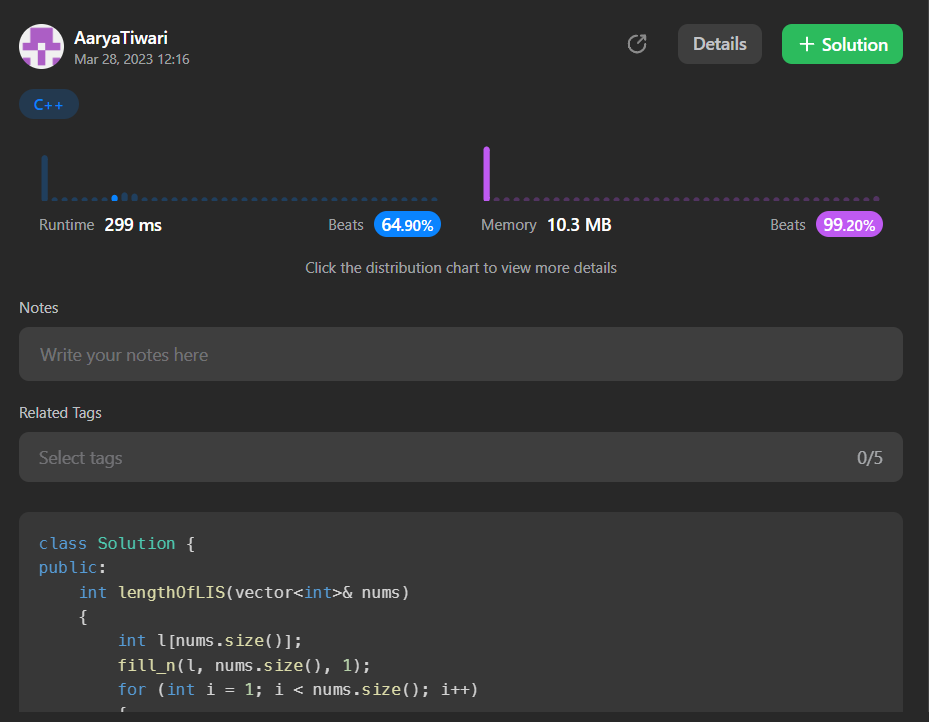 AaryaTiwari
Mar 28, 2023 12:16
Details
+ Solution
C++
Runtime 299 ms
Beats 64.90%
Memory 10.3 MB
Beats 99.20%
Click the distribution chart to view more details
Notes
Write your notes here
Related Tags
Select tags 0/5
class Solution {
public:
    int lengthOfLIS(vector<int>& nums)
    {
        int l[nums.size()];
        fill_n(l, nums.size(), 1);
        for (int i = 1; i < nums.size(); i++)
        {